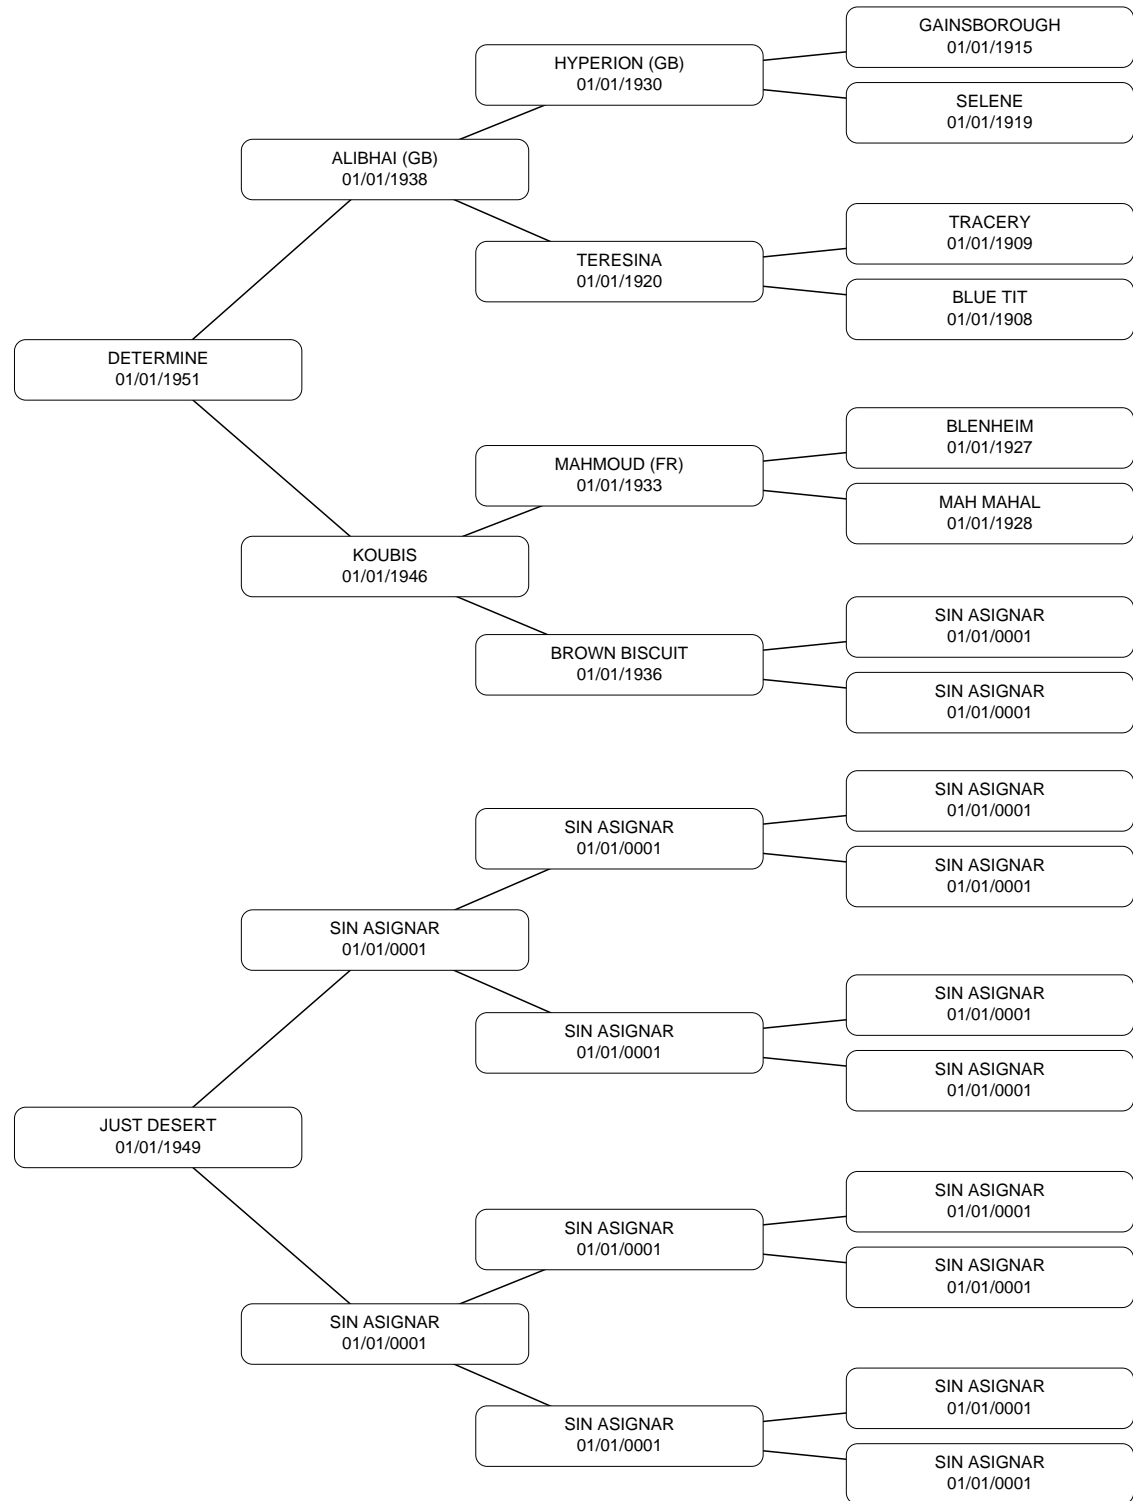 GAINSBOROUGH
01/01/1915
HYPERION (GB)
01/01/1930
SELENE
01/01/1919
ALIBHAI (GB)
01/01/1938
TRACERY
01/01/1909
TERESINA
01/01/1920
BLUE TIT
01/01/1908
DETERMINE
01/01/1951
BLENHEIM
01/01/1927
MAHMOUD (FR)
01/01/1933
MAH MAHAL
01/01/1928
KOUBIS
01/01/1946
SIN ASIGNAR
01/01/0001
BROWN BISCUIT
01/01/1936
SIN ASIGNAR
01/01/0001
SIN ASIGNAR
01/01/0001
SIN ASIGNAR
01/01/0001
SIN ASIGNAR
01/01/0001
SIN ASIGNAR
01/01/0001
SIN ASIGNAR
01/01/0001
SIN ASIGNAR
01/01/0001
SIN ASIGNAR
01/01/0001
JUST DESERT
01/01/1949
SIN ASIGNAR
01/01/0001
SIN ASIGNAR
01/01/0001
SIN ASIGNAR
01/01/0001
SIN ASIGNAR
01/01/0001
SIN ASIGNAR
01/01/0001
SIN ASIGNAR
01/01/0001
SIN ASIGNAR
01/01/0001